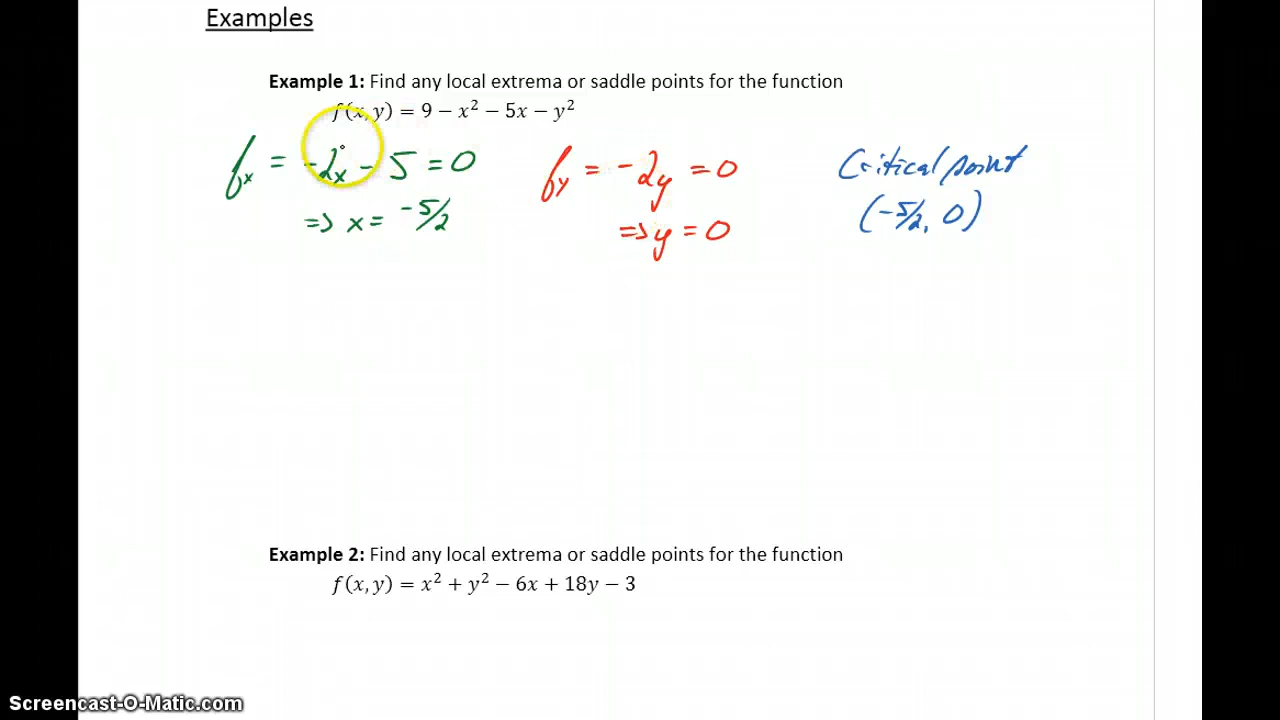 Examples
Example 1: Find any local extrema or saddle points for the function
f(x, y) = 9 − x² − 5x − y²
fx = -2x - 5 = 0
fy = -2y = 0
Critical point
⇒ x = -5/2
⇒ y = 0
(-5/2, 0)
Example 2: Find any local extrema or saddle points for the function
f(x, y) = x² + y² − 6x + 18y − 3
Screencast-O-Matic.com